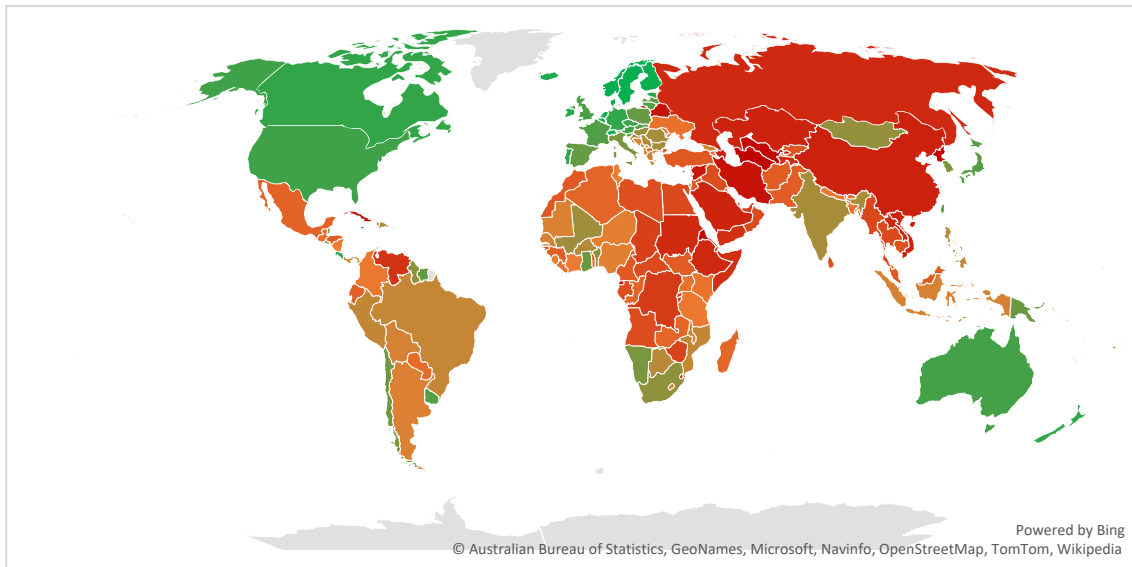 Powered by Bing
© Australian Bureau of Statistics, GeoNames, Microsoft, Navinfo, OpenStreetMap, TomTom, Wikipedia